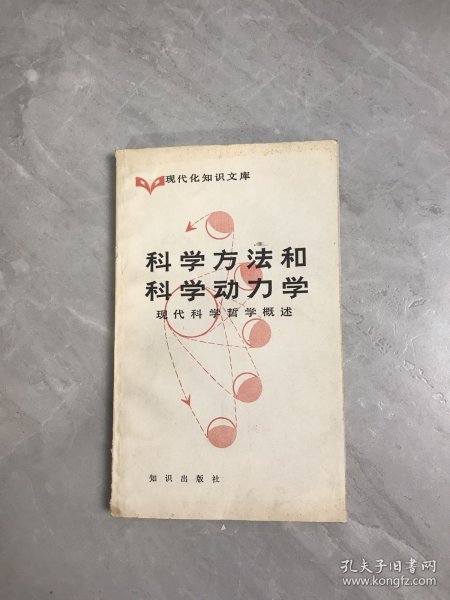 现代化知识文库
科学方法和
科学动力学
现代科学哲学概述
知识出版社
孔夫子旧书网
www.kongfz.com